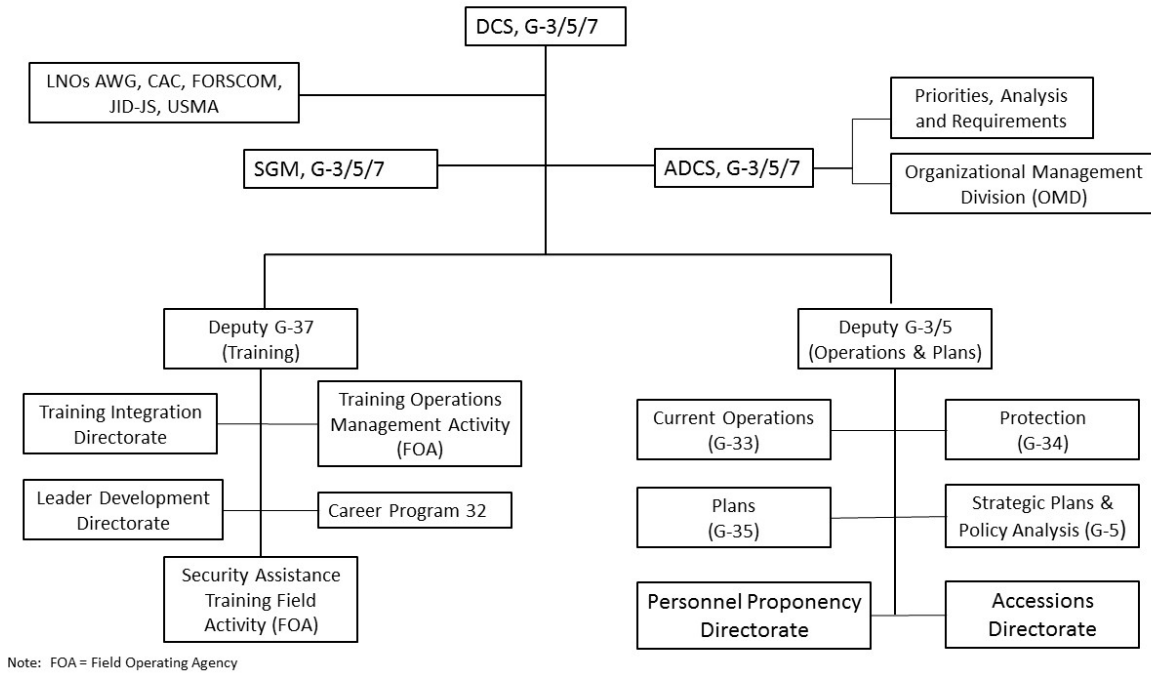 DCS, G-3/5/7
LNOs AWG, CAC, FORSCOM,
JID-JS, USMA
Priorities, Analysis
and Requirements
SGM, G-3/5/7
ADCS, G-3/5/7
Organizational Management
Division (OMD)
Deputy G-37
(Training)
Deputy G-3/5
(Operations & Plans)
Training Integration
Directorate
Training Operations
Management Activity
(FOA)
Current Operations
(G-33)
Protection
(G-34)
Leader Development
Directorate
Career Program 32
Plans
(G-35)
Strategic Plans &
Policy Analysis (G-5)
Security Assistance
Training Field
Activity (FOA)
Personnel Proponency
Directorate
Accessions
Directorate
Note: FOA = Field Operating Agency